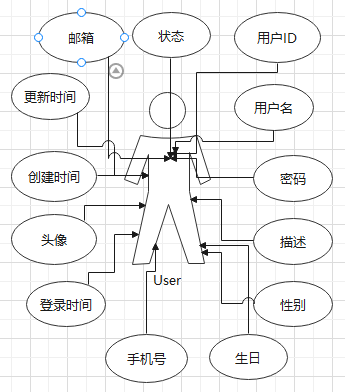 邮箱
状态
用户ID
更新时间
用户名
创建时间
密码
头像
描述
User
登录时间
性别
手机号
生日